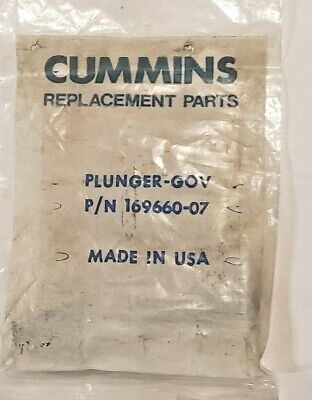 CUMMINS
REPLACEMENT PARTS
PLUNGER-GOV
P/N 169660-07
MADE IN USA